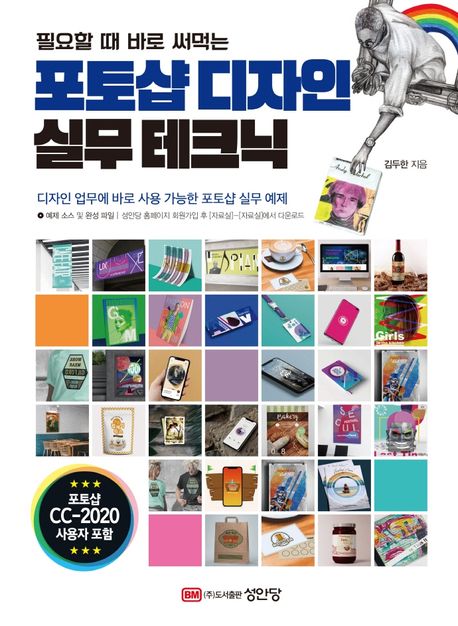 필요할 때 바로 써먹는
포토샵 디자인
실무 테크닉
김두한 지음
디자인 업무에 바로 사용 가능한 포토샵 실무 예제
예제 소스 및 완성 파일 | 성안당 홈페이지 회원가입 후 [자료실]-[자료실]에서 다운로드
Girls
Bakery
★★★
포토샵
CC-2020
사용자 포함
★★★
BM (주)도서출판 성안당